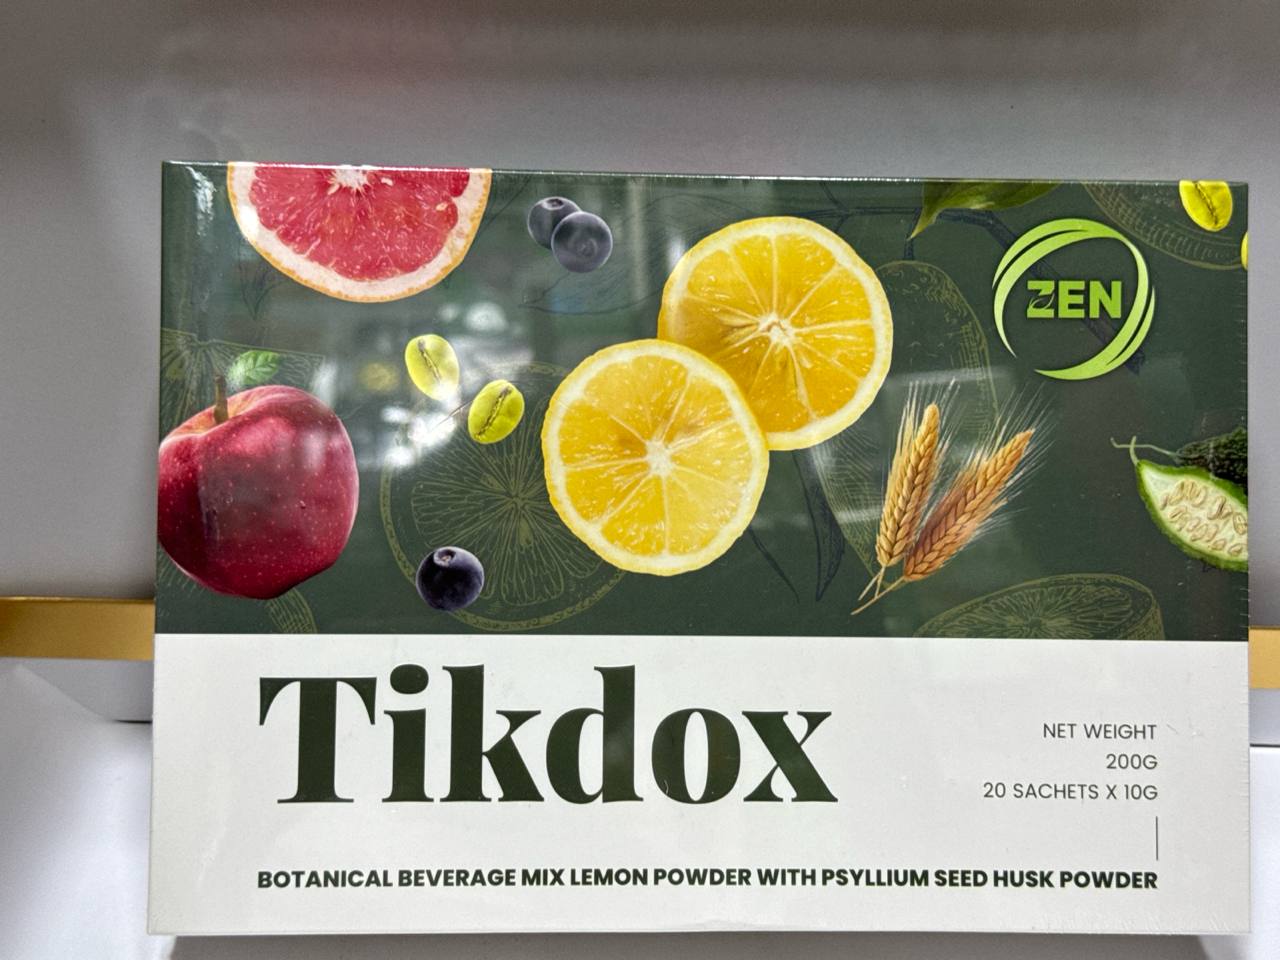 ZEN
Tikdox
NET WEIGHT
200G
20 SACHETS X 10G
BOTANICAL BEVERAGE MIX LEMON POWDER WITH PSYLLIUM SEED HUSK POWDER